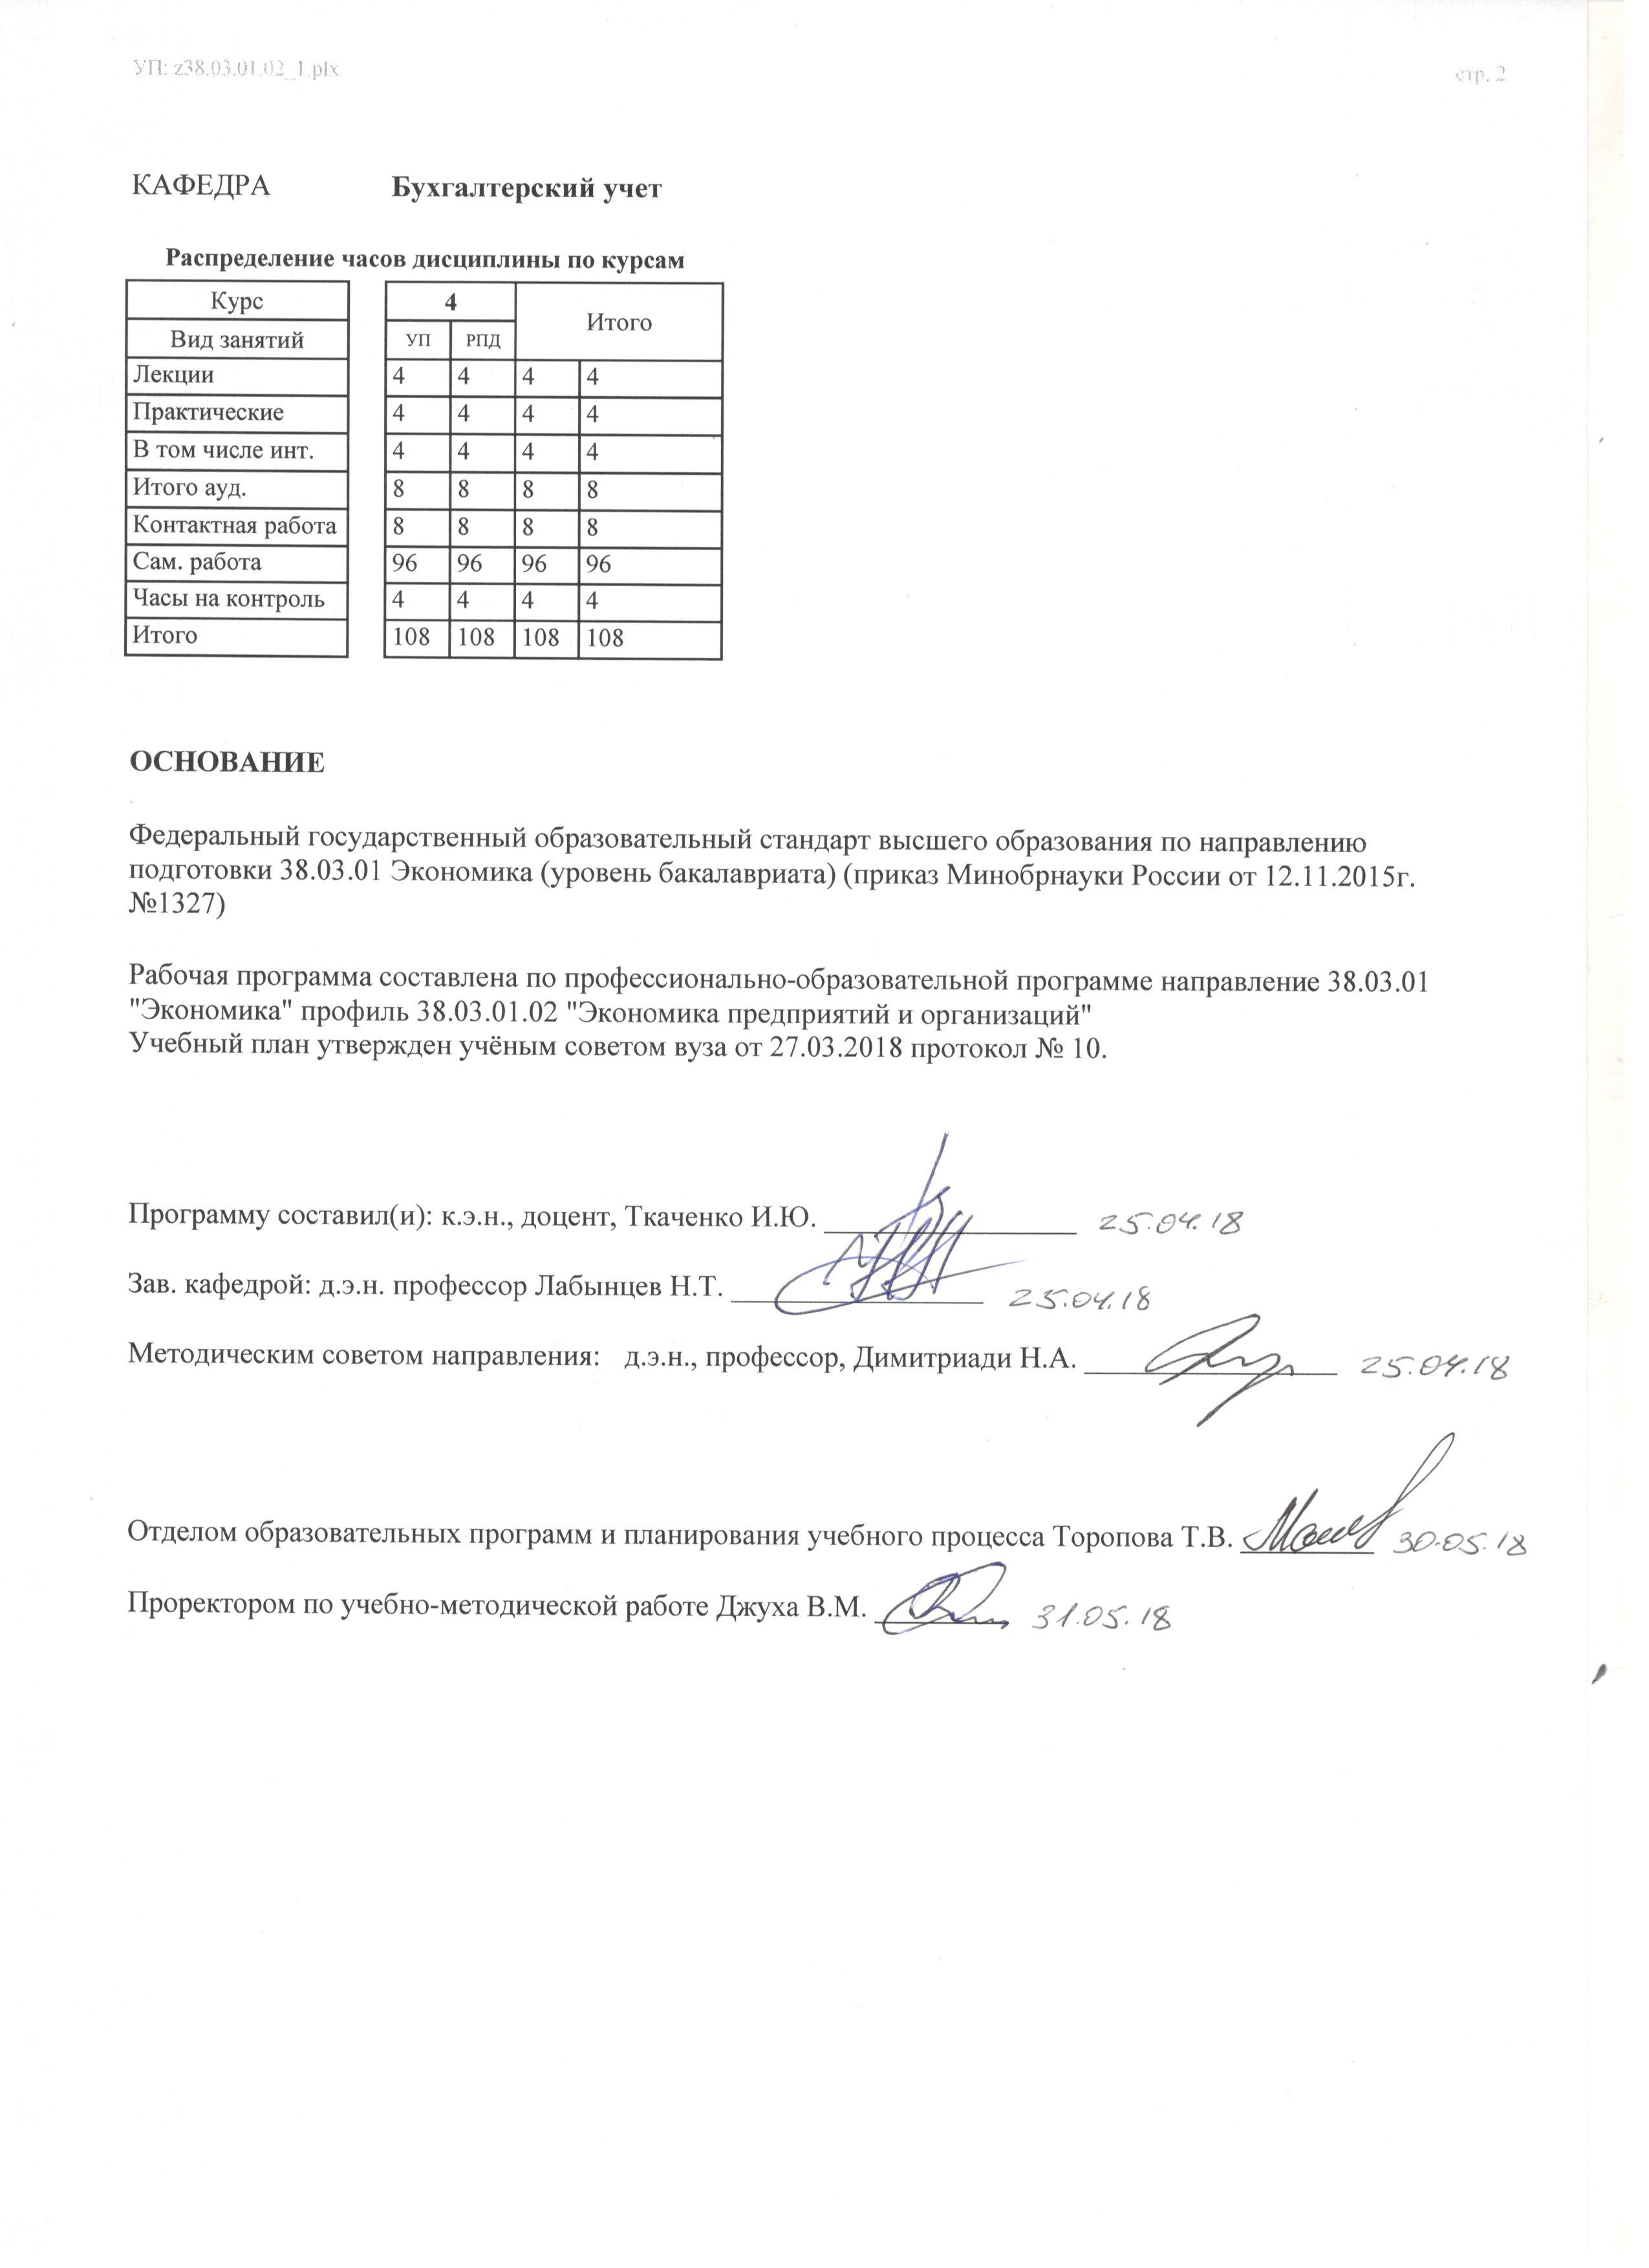 УП: z38.03.01.02_1.plx стр. 2
КАФЕДРА Бухгалтерский учет
Распределение часов дисциплины по курсам
Курс 4 Итого
Вид занятий УП РПД
Лекции 4 4 4 4
Практические 4 4 4 4
В том числе инт. 4 4 4 4
Итого ауд. 8 8 8 8
Контактная работа 8 8 8 8
Сам. работа 96 96 96 96
Часы на контроль 4 4 4 4
Итого 108 108 108 108
ОСНОВАНИЕ
Федеральный государственный образовательный стандарт высшего образования по направлению
подготовки 38.03.01 Экономика (уровень бакалавриата) (приказ Минобрнауки России от 12.11.2015г.
№1327)
Рабочая программа составлена по профессионально-образовательной программе направление 38.03.01
"Экономика" профиль 38.03.01.02 "Экономика предприятий и организаций"
Учебный план утвержден учёным советом вуза от 27.03.2018 протокол № 10.
Программу составил(и): к.э.н., доцент, Ткаченко И.Ю. 25.04.18
Зав. кафедрой: д.э.н. профессор Лабынцев Н.Т. 25.04.18
Методическим советом направления: д.э.н., профессор, Димитриади Н.А. 25.04.18
Отделом образовательных программ и планирования учебного процесса Торопова Т.В. 30.05.18
Проректором по учебно-методической работе Джуха В.М. 31.05.18